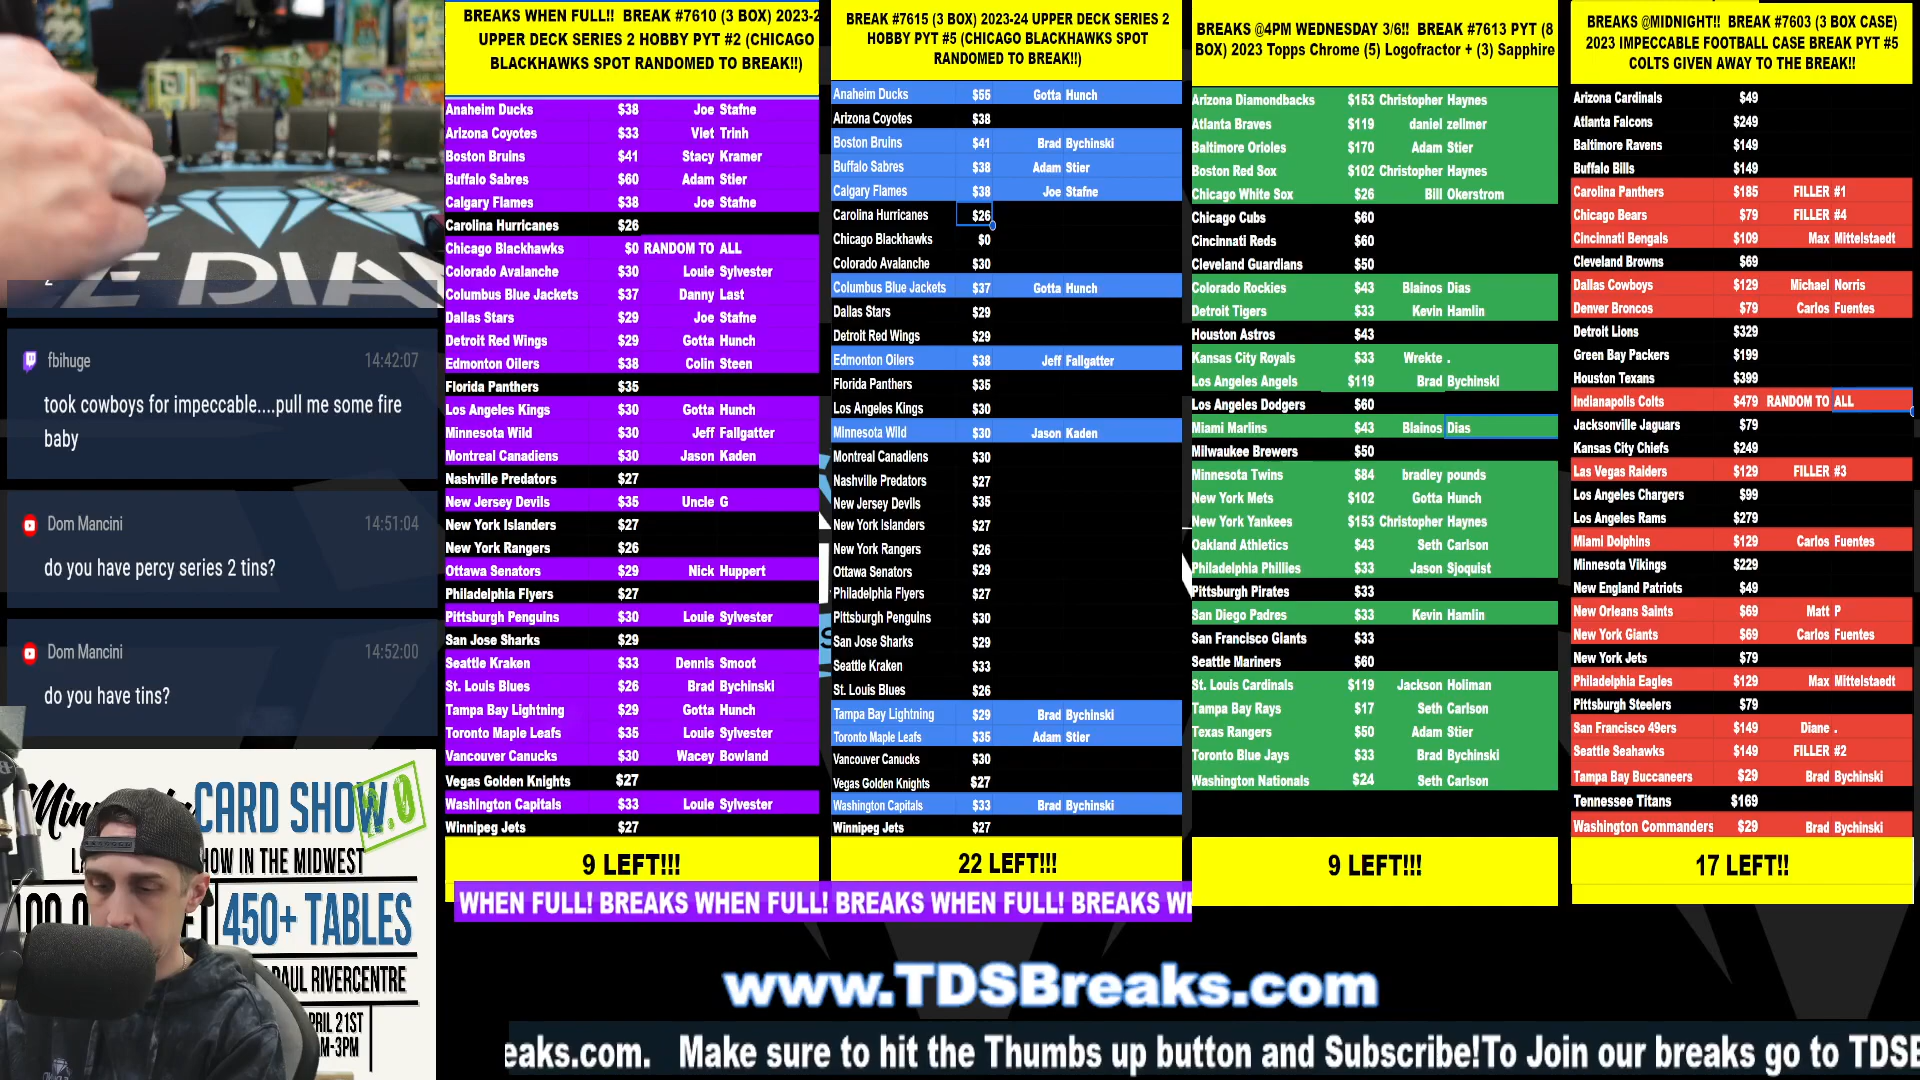 BREAKS WHEN FULL!! BREAK #7610 (3 BOX) 2023-2
UPPER DECK SERIES 2 HOBBY PYT #2 (CHICAGO
BLACKHAWKS SPOT RANDOMED TO BREAK!!)
Anaheim Ducks $38 Joe Stafne
Arizona Coyotes $33 Viet Trinh
Boston Bruins $41 Stacy Kramer
Buffalo Sabres $60 Adam Stier
Calgary Flames $38 Joe Stafne
Carolina Hurricanes $26
Chicago Blackhawks $0 RANDOM TO ALL
Colorado Avalanche $30 Louie Sylvester
Columbus Blue Jackets $37 Danny Last
Dallas Stars $29 Joe Stafne
Detroit Red Wings $29 Gotta Hunch
Edmonton Oilers $38 Colin Steen
Florida Panthers $35
Los Angeles Kings $30 Gotta Hunch
Minnesota Wild $30 Jeff Fallgatter
Montreal Canadiens $30 Jason Kaden
Nashville Predators $27
New Jersey Devils $35 Uncle G
New York Islanders $27
New York Rangers $26
Ottawa Senators $29 Nick Huppert
Philadelphia Flyers $27
Pittsburgh Penguins $30 Louie Sylvester
San Jose Sharks $29
Seattle Kraken $33 Dennis Smoot
St. Louis Blues $26 Brad Bychinski
Tampa Bay Lightning $29 Gotta Hunch
Toronto Maple Leafs $35 Louie Sylvester
Vancouver Canucks $30 Wacey Bowland
Vegas Golden Knights $27
Washington Capitals $33 Louie Sylvester
Winnipeg Jets $27
9 LEFT!!!
BREAK #7615 (3 BOX) 2023-24 UPPER DECK SERIES 2
HOBBY PYT #5 (CHICAGO BLACKHAWKS SPOT
RANDOMED TO BREAK!!)
Anaheim Ducks $55 Gotta Hunch
Arizona Coyotes $38
Boston Bruins $41 Brad Bychinski
Buffalo Sabres $38 Adam Stier
Calgary Flames $38 Joe Stafne
Carolina Hurricanes $26
Chicago Blackhawks $0
Colorado Avalanche $30
Columbus Blue Jackets $37 Gotta Hunch
Dallas Stars $29
Detroit Red Wings $29
Edmonton Oilers $38 Jeff Fallgatter
Florida Panthers $35
Los Angeles Kings $30
Minnesota Wild $30 Jason Kaden
Montreal Canadiens $30
Nashville Predators $27
New Jersey Devils $35
New York Islanders $27
New York Rangers $26
Ottawa Senators $29
Philadelphia Flyers $27
Pittsburgh Penguins $30
San Jose Sharks $29
Seattle Kraken $33
St. Louis Blues $26
Tampa Bay Lightning $29 Brad Bychinski
Toronto Maple Leafs $35 Adam Stier
Vancouver Canucks $30
Vegas Golden Knights $27
Washington Capitals $33 Brad Bychinski
Winnipeg Jets $27
22 LEFT!!!
BREAKS @4PM WEDNESDAY 3/6!! BREAK #7613 PYT (8
BOX) 2023 Topps Chrome (5) Logofractor + (3) Sapphire
Arizona Diamondbacks $153 Christopher Haynes
Atlanta Braves $119 daniel zellmer
Baltimore Orioles $170 Adam Stier
Boston Red Sox $102 Christopher Haynes
Chicago White Sox $26 Bill Okerstrom
Chicago Cubs $60
Cincinnati Reds $60
Cleveland Guardians $50
Colorado Rockies $43 Blainos Dias
Detroit Tigers $33 Kevin Hamlin
Houston Astros $43
Kansas City Royals $33 Wrekte .
Los Angeles Angels $119 Brad Bychinski
Los Angeles Dodgers $60
Miami Marlins $43 Blainos Dias
Milwaukee Brewers $50
Minnesota Twins $84 bradley pounds
New York Mets $102 Gotta Hunch
New York Yankees $153 Christopher Haynes
Oakland Athletics $43 Seth Carlson
Philadelphia Phillies $33 Jason Sjoquist
Pittsburgh Pirates $33
San Diego Padres $33 Kevin Hamlin
San Francisco Giants $33
Seattle Mariners $60
St. Louis Cardinals $119 Jackson Holiman
Tampa Bay Rays $17 Seth Carlson
Texas Rangers $50 Adam Stier
Toronto Blue Jays $33 Brad Bychinski
Washington Nationals $24 Seth Carlson
9 LEFT!!!
BREAKS @MIDNIGHT!! BREAK #7603 (3 BOX CASE)
2023 IMPECCABLE FOOTBALL CASE BREAK PYT #5
COLTS GIVEN AWAY TO THE BREAK!!
Arizona Cardinals $49
Atlanta Falcons $249
Baltimore Ravens $149
Buffalo Bills $149
Carolina Panthers $185 FILLER #1
Chicago Bears $79 FILLER #4
Cincinnati Bengals $109 Max Mittelstaedt
Cleveland Browns $69
Dallas Cowboys $129 Michael Norris
Denver Broncos $79 Carlos Fuentes
Detroit Lions $329
Green Bay Packers $199
Houston Texans $399
Indianapolis Colts $479 RANDOM TO ALL
Jacksonville Jaguars $79
Kansas City Chiefs $249
Las Vegas Raiders $129 FILLER #3
Los Angeles Chargers $99
Los Angeles Rams $279
Miami Dolphins $129 Carlos Fuentes
Minnesota Vikings $229
New England Patriots $49
New Orleans Saints $69 Matt P
New York Giants $69 Carlos Fuentes
New York Jets $79
Philadelphia Eagles $129 Max Mittelstaedt
Pittsburgh Steelers $79
San Francisco 49ers $149 Diane .
Seattle Seahawks $149 FILLER #2
Tampa Bay Buccaneers $29 Brad Bychinski
Tennessee Titans $169
Washington Commanders $29 Brad Bychinski
17 LEFT!!
fbihuge 14:42:07
took cowboys for impeccable....pull me some fire
baby
Dom Mancini 14:51:04
do you have percy series 2 tins?
Dom Mancini 14:52:00
do you have tins?
CARD SHOW
.0
HOW IN THE MIDWEST
450+ TABLES
PAUL RIVERCENTRE
PRIL 21ST
M-3PM
WHEN FULL! BREAKS WHEN FULL! BREAKS WHEN FULL! BREAKS
www.TDSBreaks.com
eaks.com. Make sure to hit the Thumbs up button and Subscribe!To Join our breaks go to TDSB